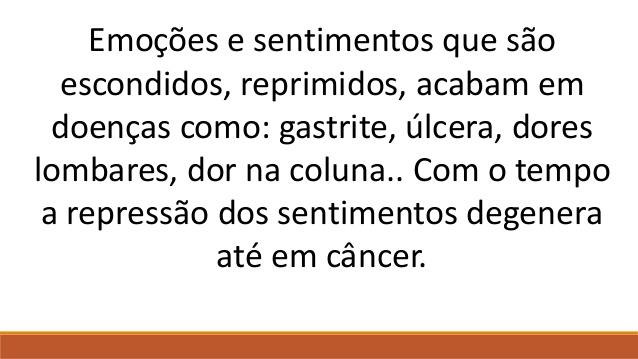 Emoções e sentimentos que são
escondidos, reprimidos, acabam em
doenças como: gastrite, úlcera, dores
lombares, dor na coluna.. Com o tempo
a repressão dos sentimentos degenera
até em câncer.